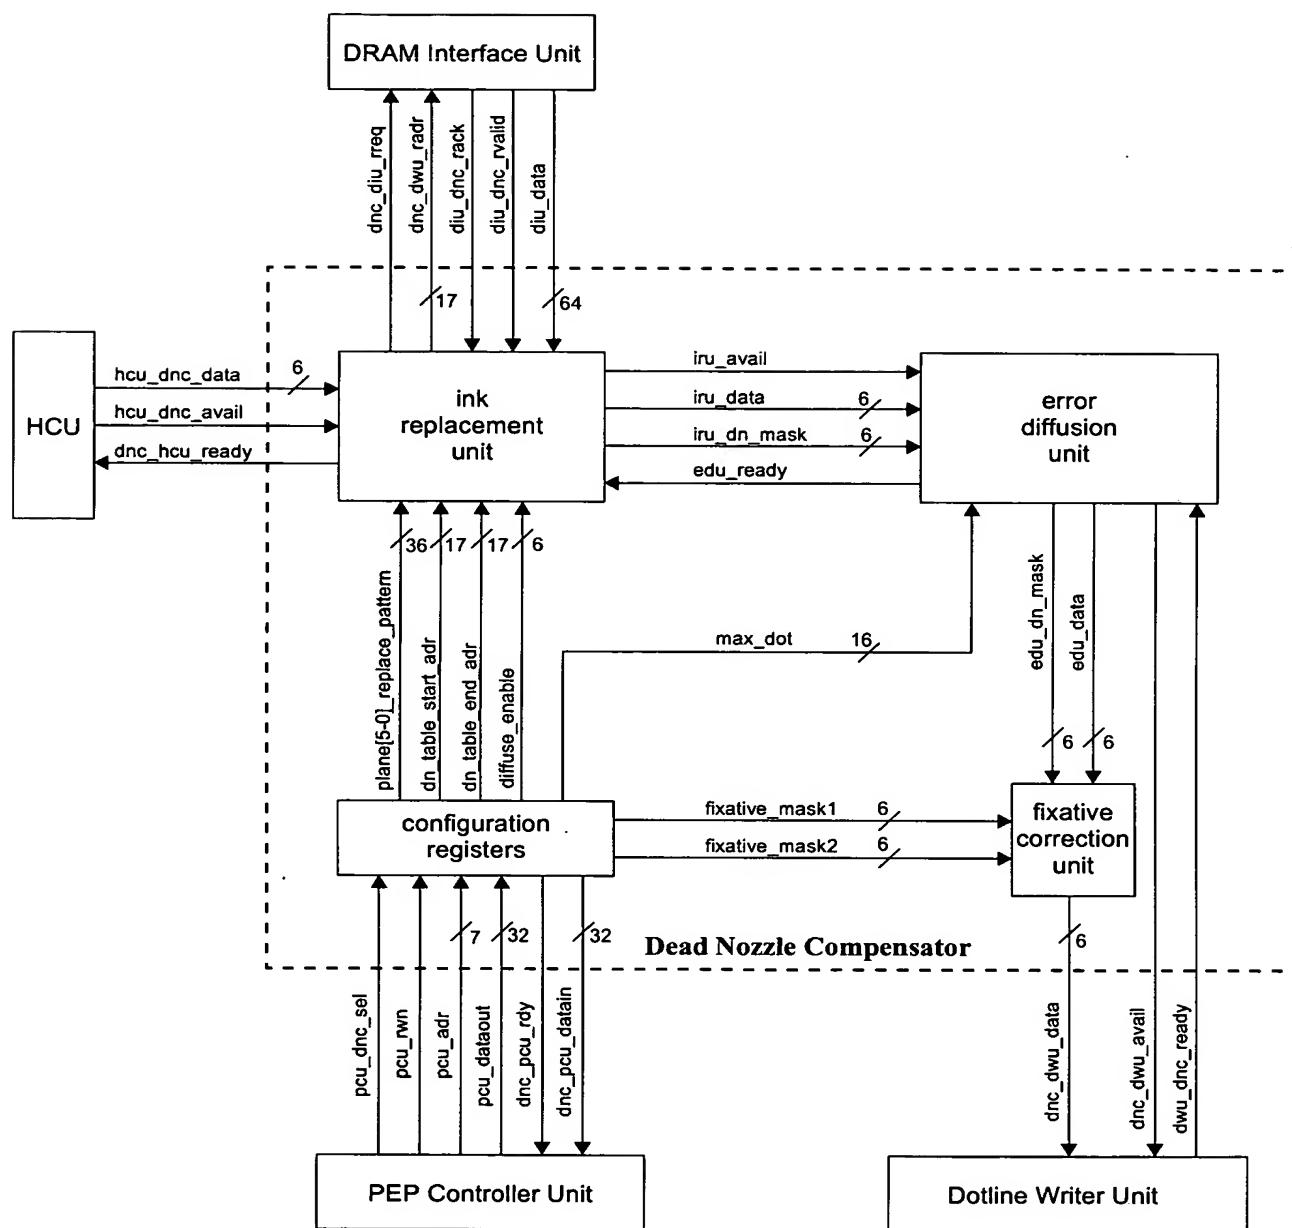 DRAM Interface Unit
dnc_diu_rreq
dnc_dwu_radr
diu_dnc_rack
diu_dnc_rvalid
diu_data
17
64
HCU
hcu_dnc_data
6
hcu_dnc_avail
dnc_hcu_ready
ink
replacement
unit
iru_avail
iru_data
6
iru_dn_mask
6
edu_ready
error
diffusion
unit
36
17
17
6
plane[5-0]_replace_pattern
dn_table_start_adr
dn_table_end_adr
diffuse_enable
max_dot
16
edu_dn_mask
edu_data
6
6
configuration
registers
fixative_mask1
6
fixative_mask2
6
fixative
correction
unit
7
32
32
6
Dead Nozzle Compensator
pcu_dnc_sel
pcu_rwn
pcu_adr
pcu_dataout
dnc_pcu_rdy
dnc_pcu_datain
dnc_dwu_data
dnc_dwu_avail
dwu_dnc_ready
PEP Controller Unit
Dotline Writer Unit